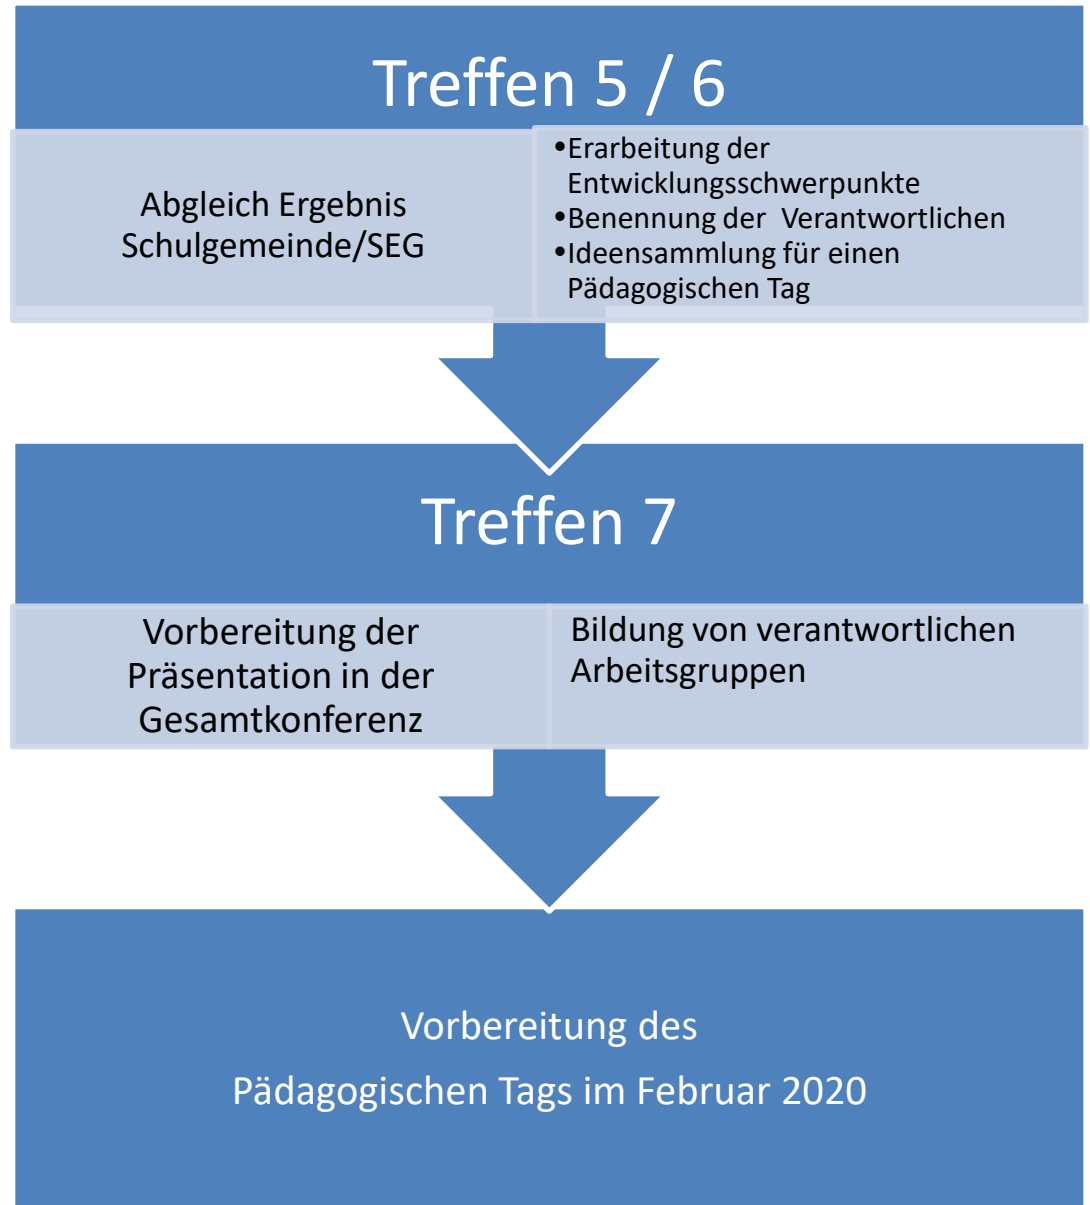 Treffen 5 / 6
Abgleich Ergebnis
Schulgemeinde/SEG
•Erarbeitung der
Entwicklungsschwerpunkte
•Benennung der Verantwortlichen
•Ideensammlung für einen
Pädagogischen Tag
Treffen 7
Vorbereitung der
Präsentation in der
Gesamtkonferenz
Bildung von verantwortlichen
Arbeitsgruppen
Vorbereitung des
Pädagogischen Tags im Februar 2020